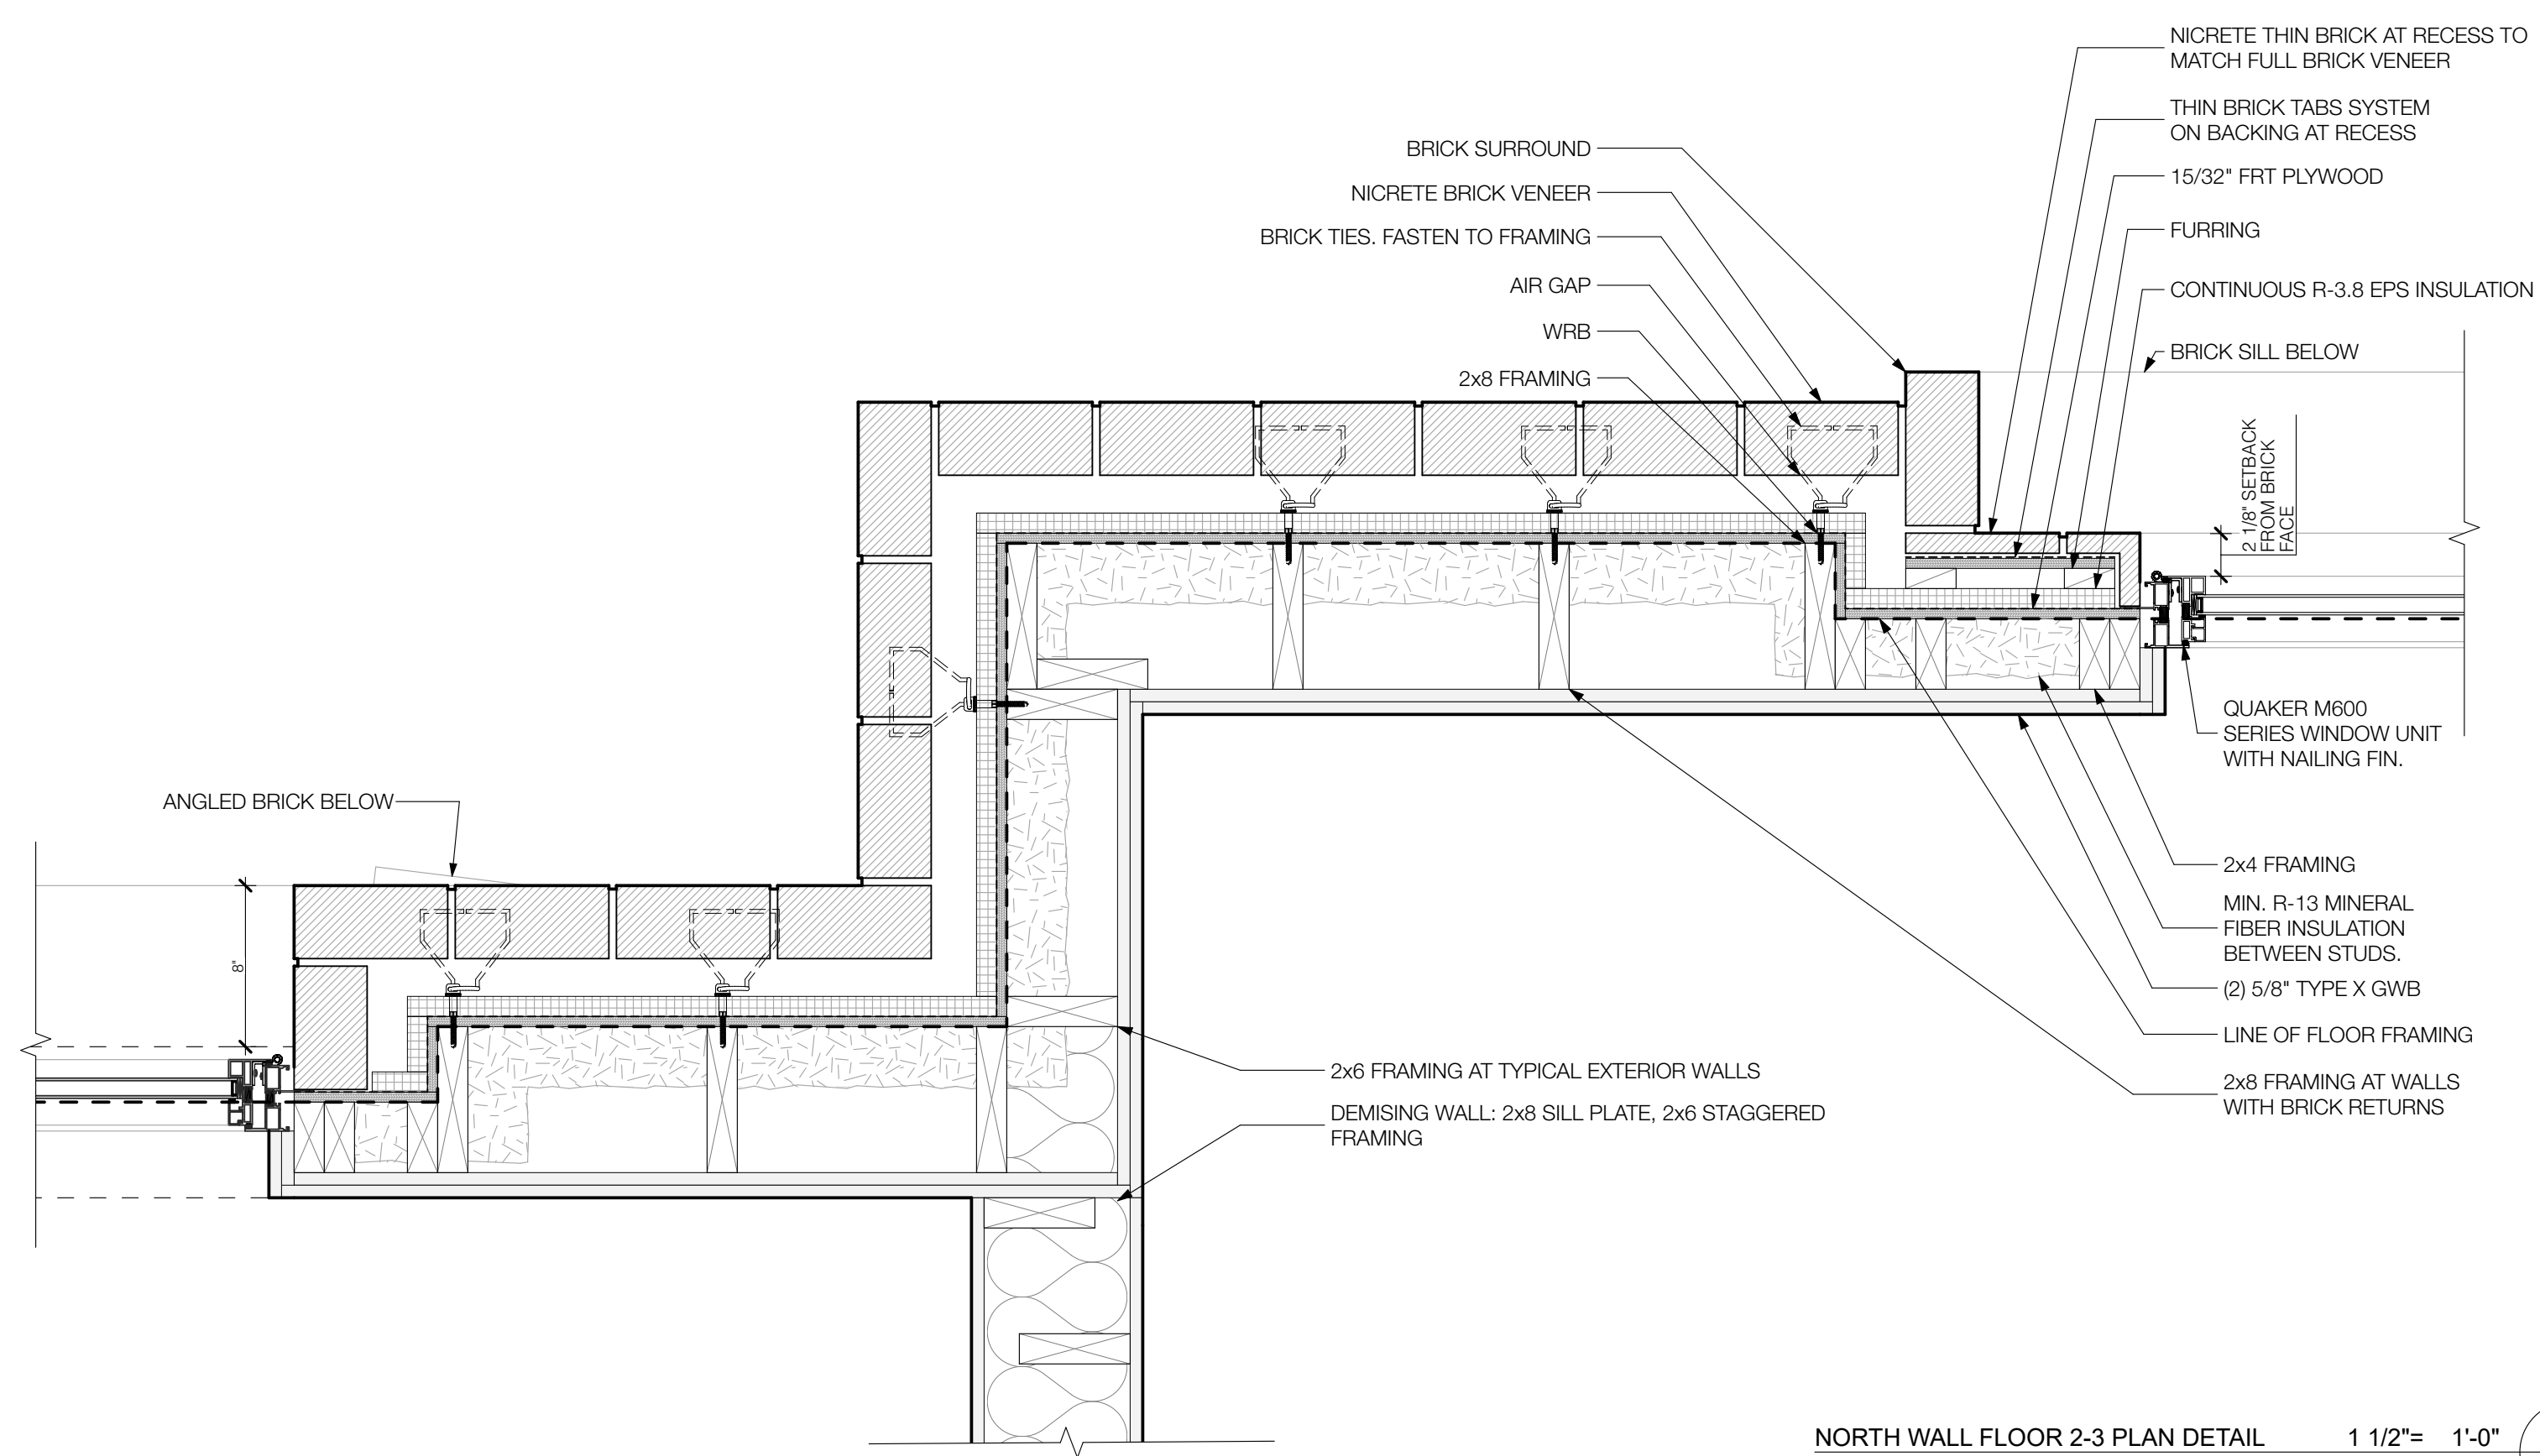 NICRETE THIN BRICK AT RECESS TO
MATCH FULL BRICK VENEER
THIN BRICK TABS SYSTEM
ON BACKING AT RECESS
BRICK SURROUND
15/32" FRT PLYWOOD
NICRETE BRICK VENEER
FURRING
BRICK TIES. FASTEN TO FRAMING
AIR GAP
CONTINUOUS R-3.8 EPS INSULATION
WRB
BRICK SILL BELOW
2x8 FRAMING
2 1/8" SETBACK
FROM BRICK
FACE
QUAKER M600
SERIES WINDOW UNIT
WITH NAILING FIN.
ANGLED BRICK BELOW
2x4 FRAMING
MIN. R-13 MINERAL
FIBER INSULATION
BETWEEN STUDS.
8"
(2) 5/8" TYPE X GWB
LINE OF FLOOR FRAMING
2x6 FRAMING AT TYPICAL EXTERIOR WALLS
2x8 FRAMING AT WALLS
WITH BRICK RETURNS
DEMISING WALL: 2x8 SILL PLATE, 2x6 STAGGERED
FRAMING
NORTH WALL FLOOR 2-3 PLAN DETAIL 1 1/2"= 1'-0"